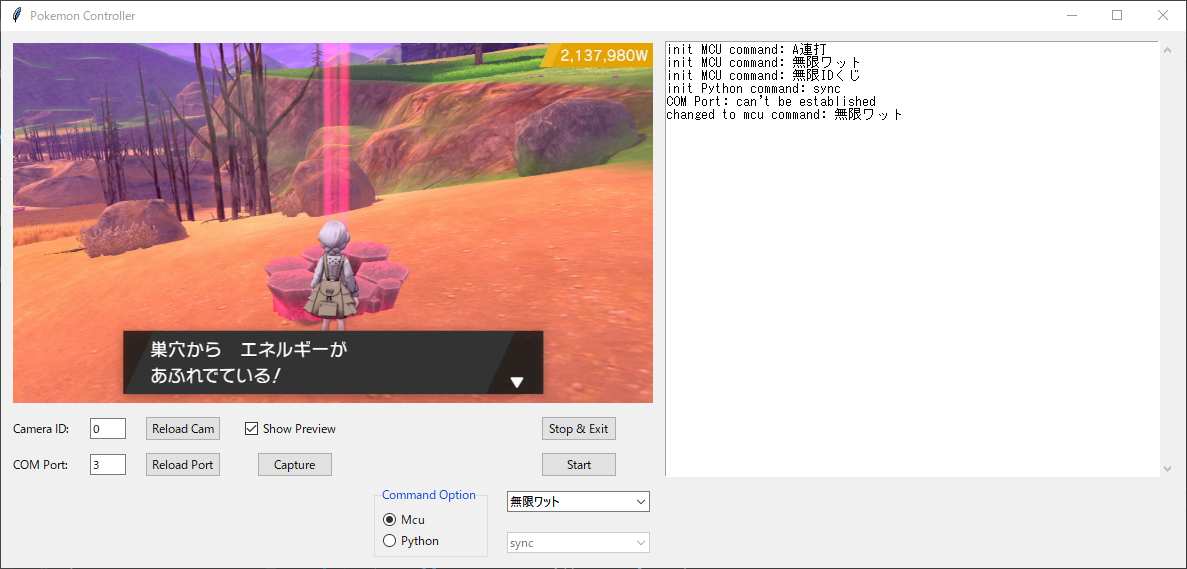 Pokemon Controller
2,137,980W
巣穴から　エネルギーが
あふれでている!
init MCU command: A連打
init MCU command: 無限ワット
init MCU command: 無限IDくじ
init Python command: sync
COM Port: can't be established
changed to mcu command: 無限ワット
Camera ID: 0 Reload Cam Show Preview Stop & Exit
COM Port: 3 Reload Port Capture Start
Command Option
無限ワット
Mcu
Python
sync